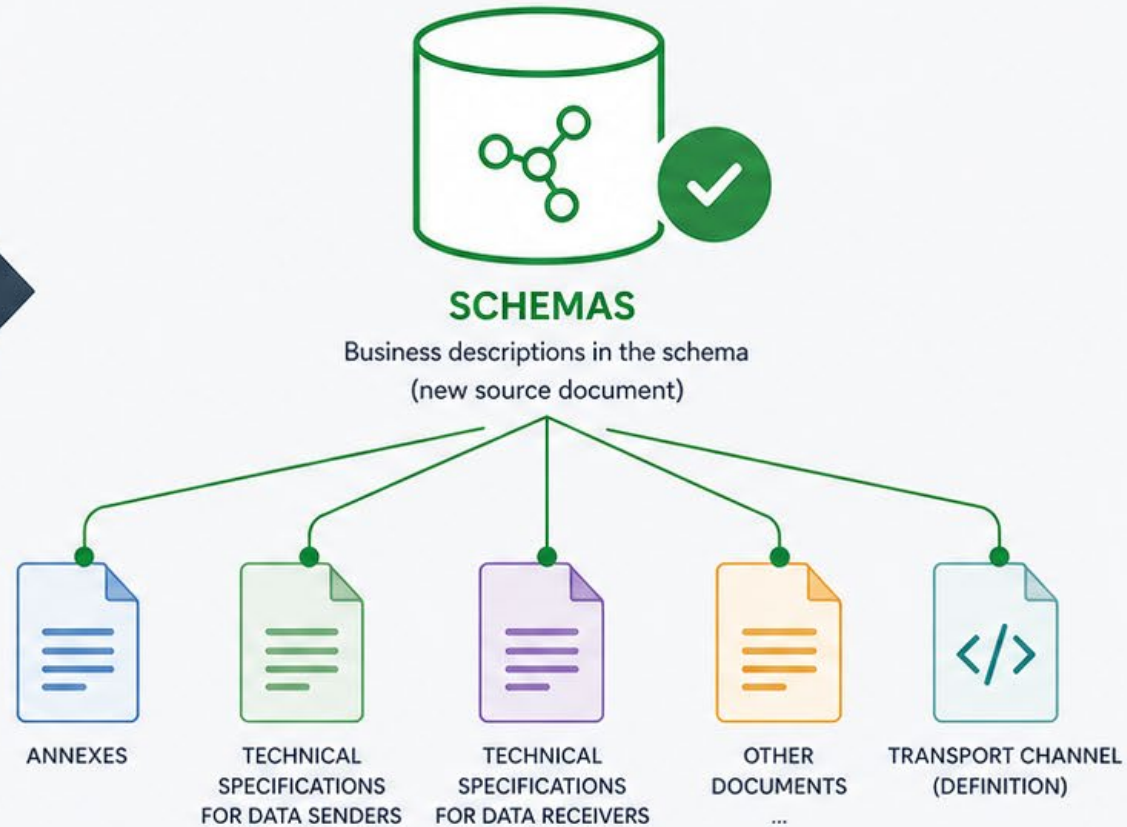 SCHEMAS
Business descriptions in the schema
(new source document)
ANNEXES
TECHNICAL
SPECIFICATIONS
FOR DATA SENDERS
TECHNICAL
SPECIFICATIONS
FOR DATA RECEIVERS
OTHER
DOCUMENTS
...
</>
TRANSPORT CHANNEL
(DEFINITION)